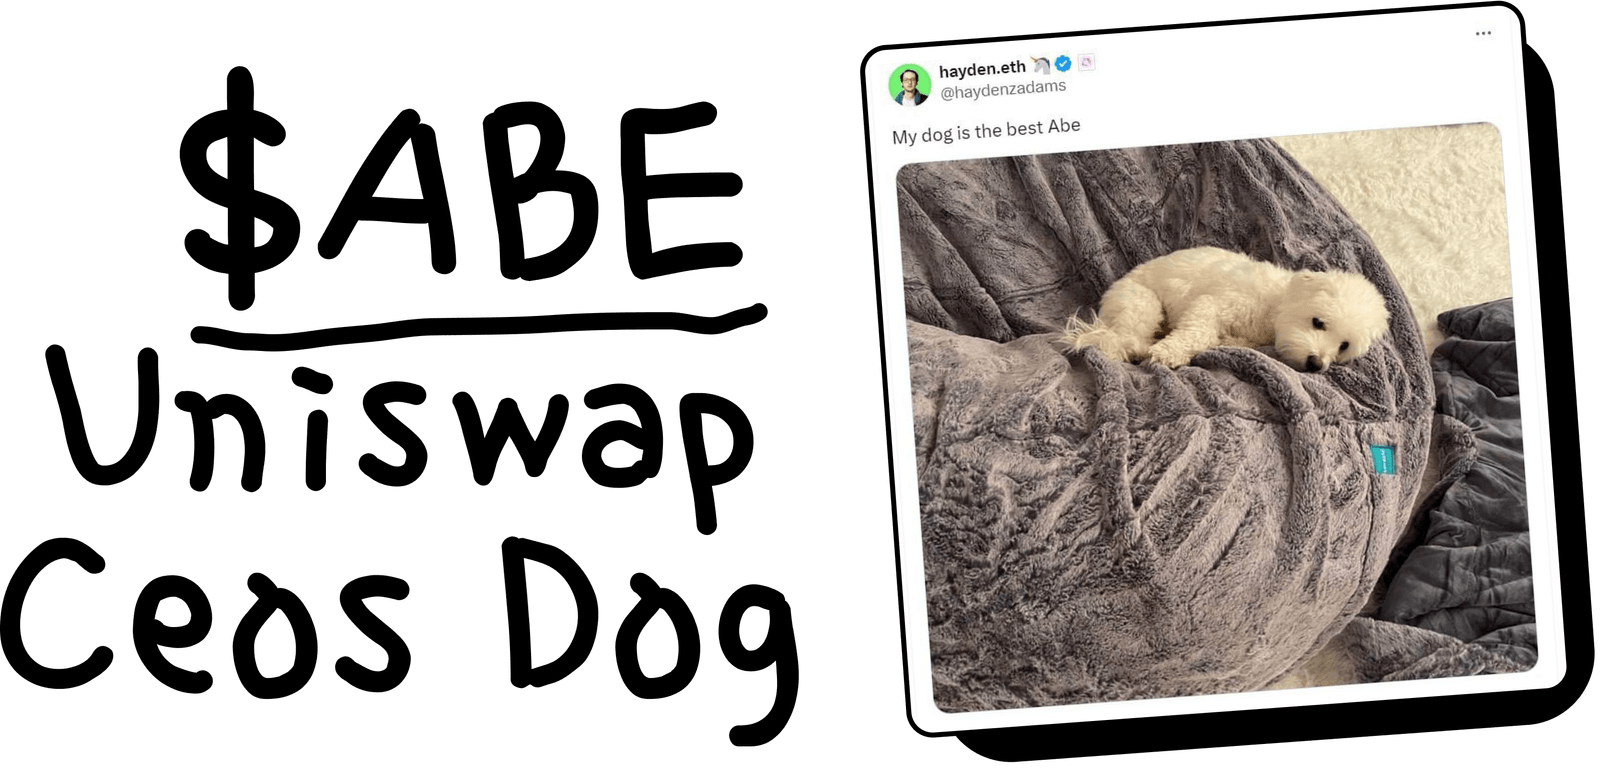 $ABE
Uniswap
Ceos Dog
hayden.eth
@haydenzadams
My dog is the best Abe